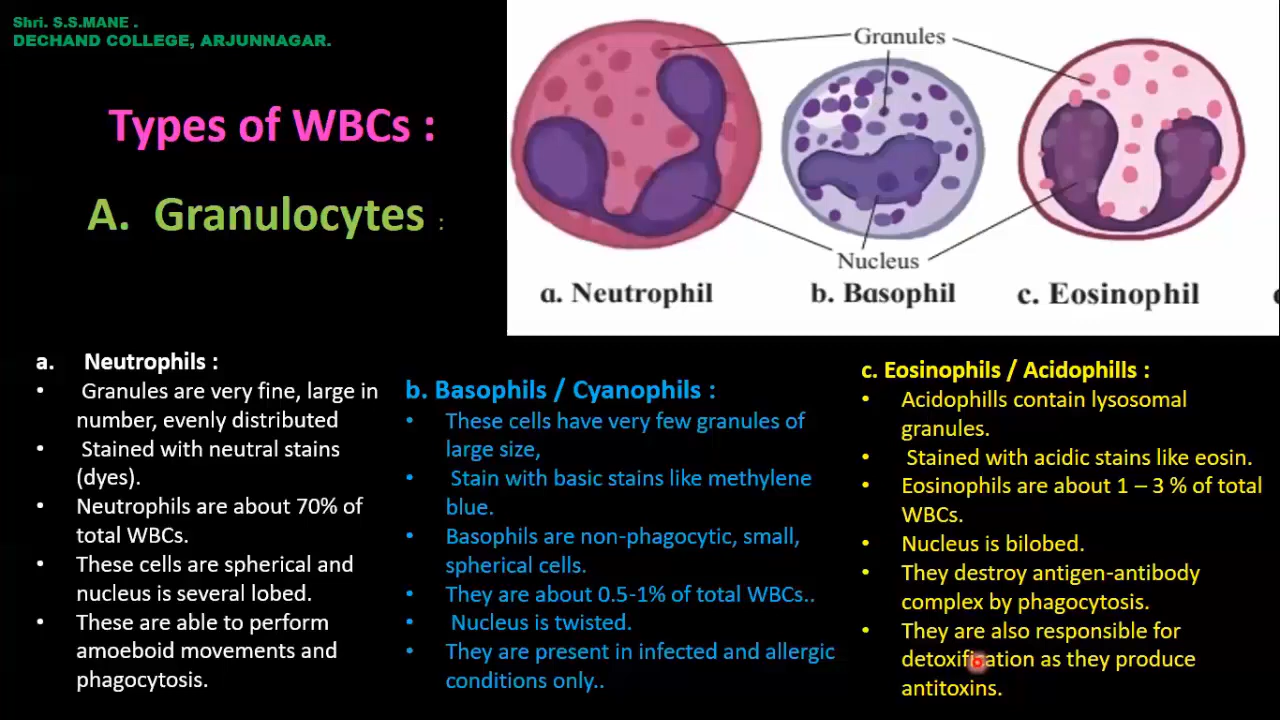 Shri. S.S.MANE .
DECHAND COLLEGE, ARJUNNAGAR.
Types of WBCs :
A. Granulocytes :
Granules
Nucleus
a. Neutrophil
b. Basophil
c. Eosinophil
a. Neutrophils :
• Granules are very fine, large in
number, evenly distributed
• Stained with neutral stains
(dyes).
• Neutrophils are about 70% of
total WBCs.
• These cells are spherical and
nucleus is several lobed.
• These are able to perform
amoeboid movements and
phagocytosis.
b. Basophils / Cyanophils :
• These cells have very few granules of
large size,
• Stain with basic stains like methylene
blue.
• Basophils are non-phagocytic, small,
spherical cells.
• They are about 0.5-1% of total WBCs..
• Nucleus is twisted.
• They are present in infected and allergic
conditions only..
c. Eosinophils / Acidophills :
• Acidophills contain lysosomal
granules.
• Stained with acidic stains like eosin.
• Eosinophils are about 1 – 3 % of total
WBCs.
• Nucleus is bilobed.
• They destroy antigen-antibody
complex by phagocytosis.
• They are also responsible for
detoxification as they produce
antitoxins.